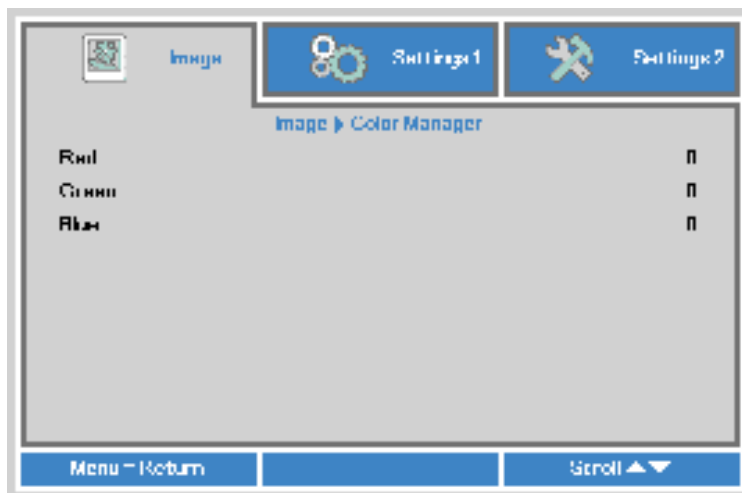 Image Settings 1 Settings 2
Image Color Manager
Red 0
Green 0
Blue 0
Menu = Return Scroll